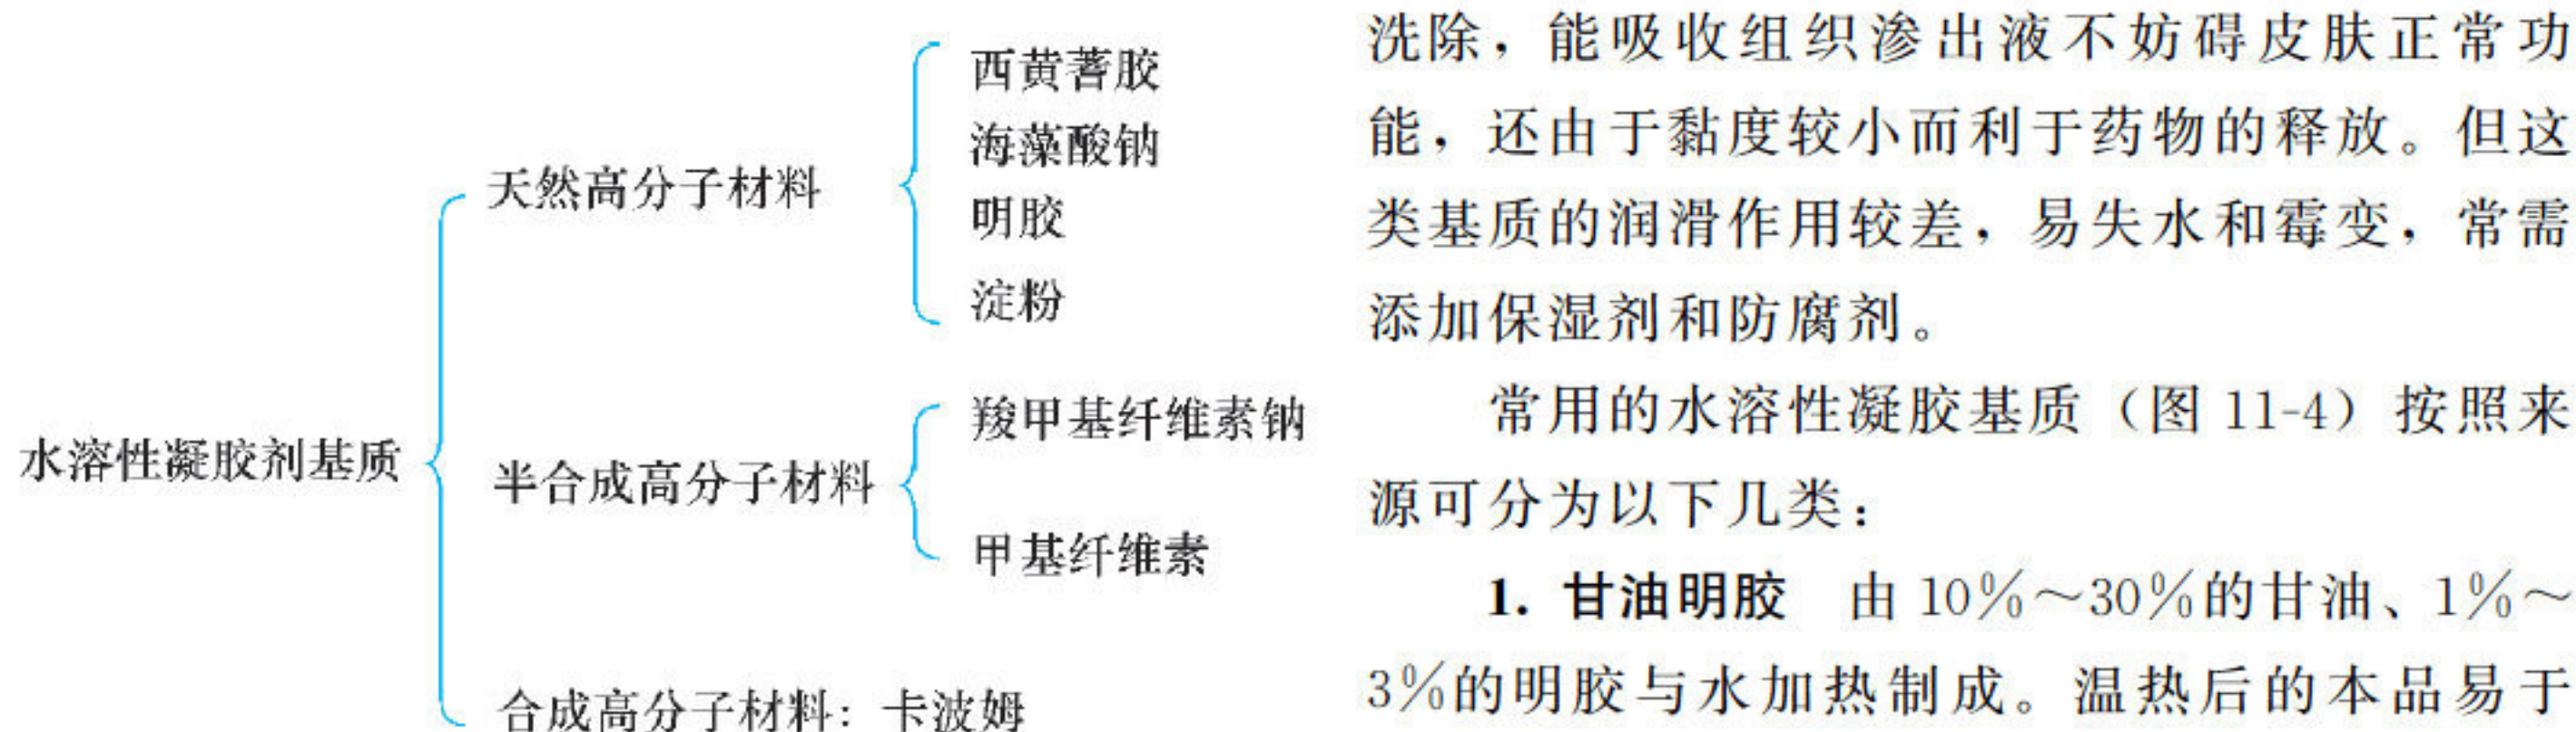 水溶性凝胶剂基质
天然高分子材料
西黄蓍胶
海藻酸钠
明胶
淀粉
半合成高分子材料
羧甲基纤维素钠
甲基纤维素
合成高分子材料：卡波姆
洗除，能吸收组织渗出液不妨碍皮肤正常功
能，还由于黏度较小而利于药物的释放。但这
类基质的润滑作用较差，易失水和霉变，常需
添加保湿剂和防腐剂。
常用的水溶性凝胶基质（图 11-4）按照来
源可分为以下几类：
1. 甘油明胶　由 10%～30%的甘油、1%～
3%的明胶与水加热制成。温热后的本品易于